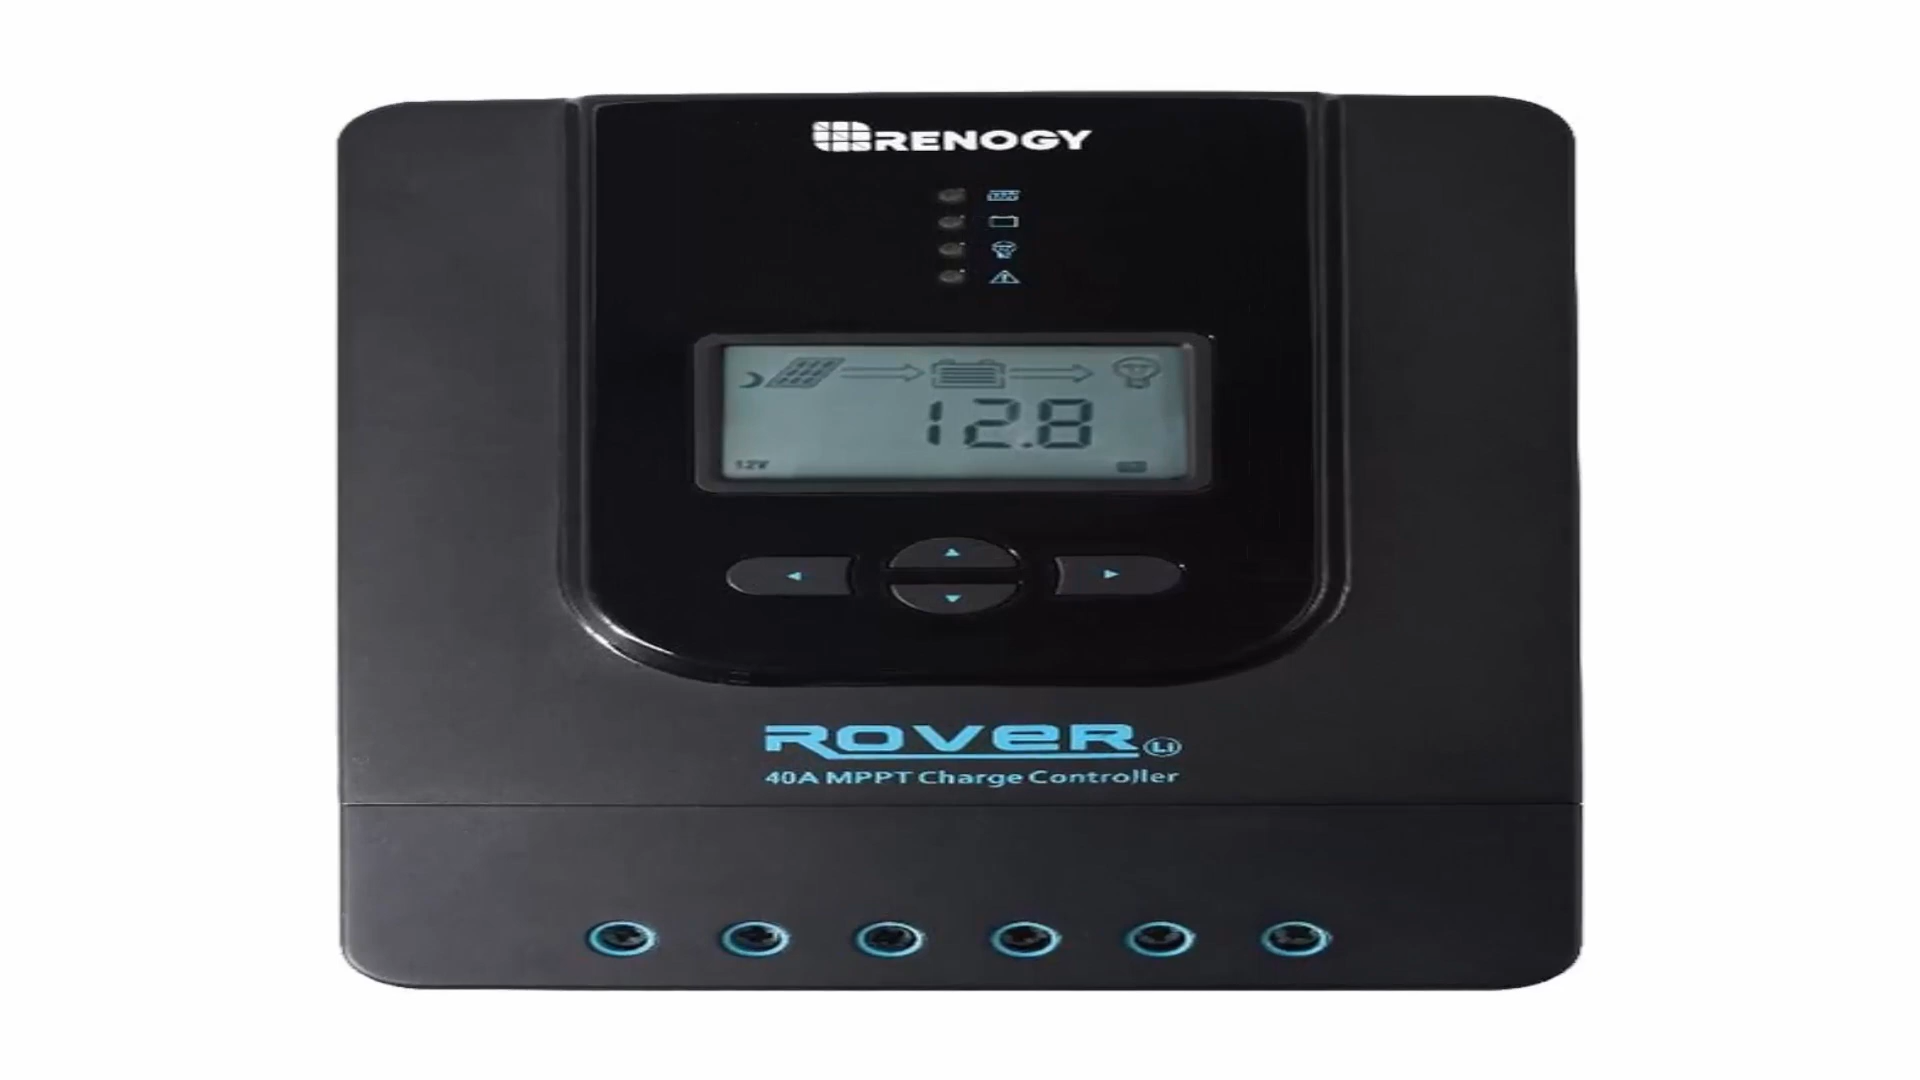 RENOGY
12.8
12V
ROVER Li
40A MPPT Charge Controller